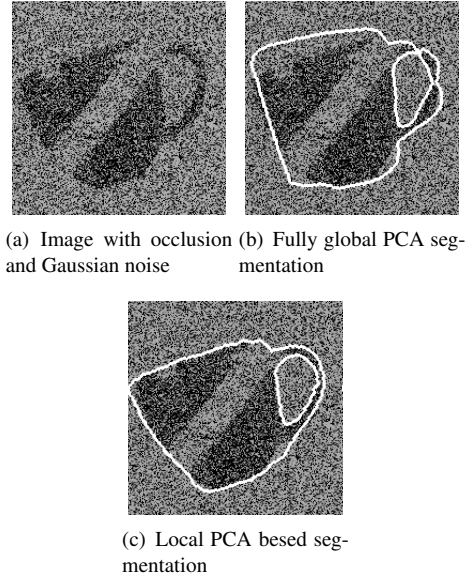 (a) Image with occlusion
and Gaussian noise
(b) Fully global PCA seg-
mentation
(c) Local PCA besed seg-
mentation